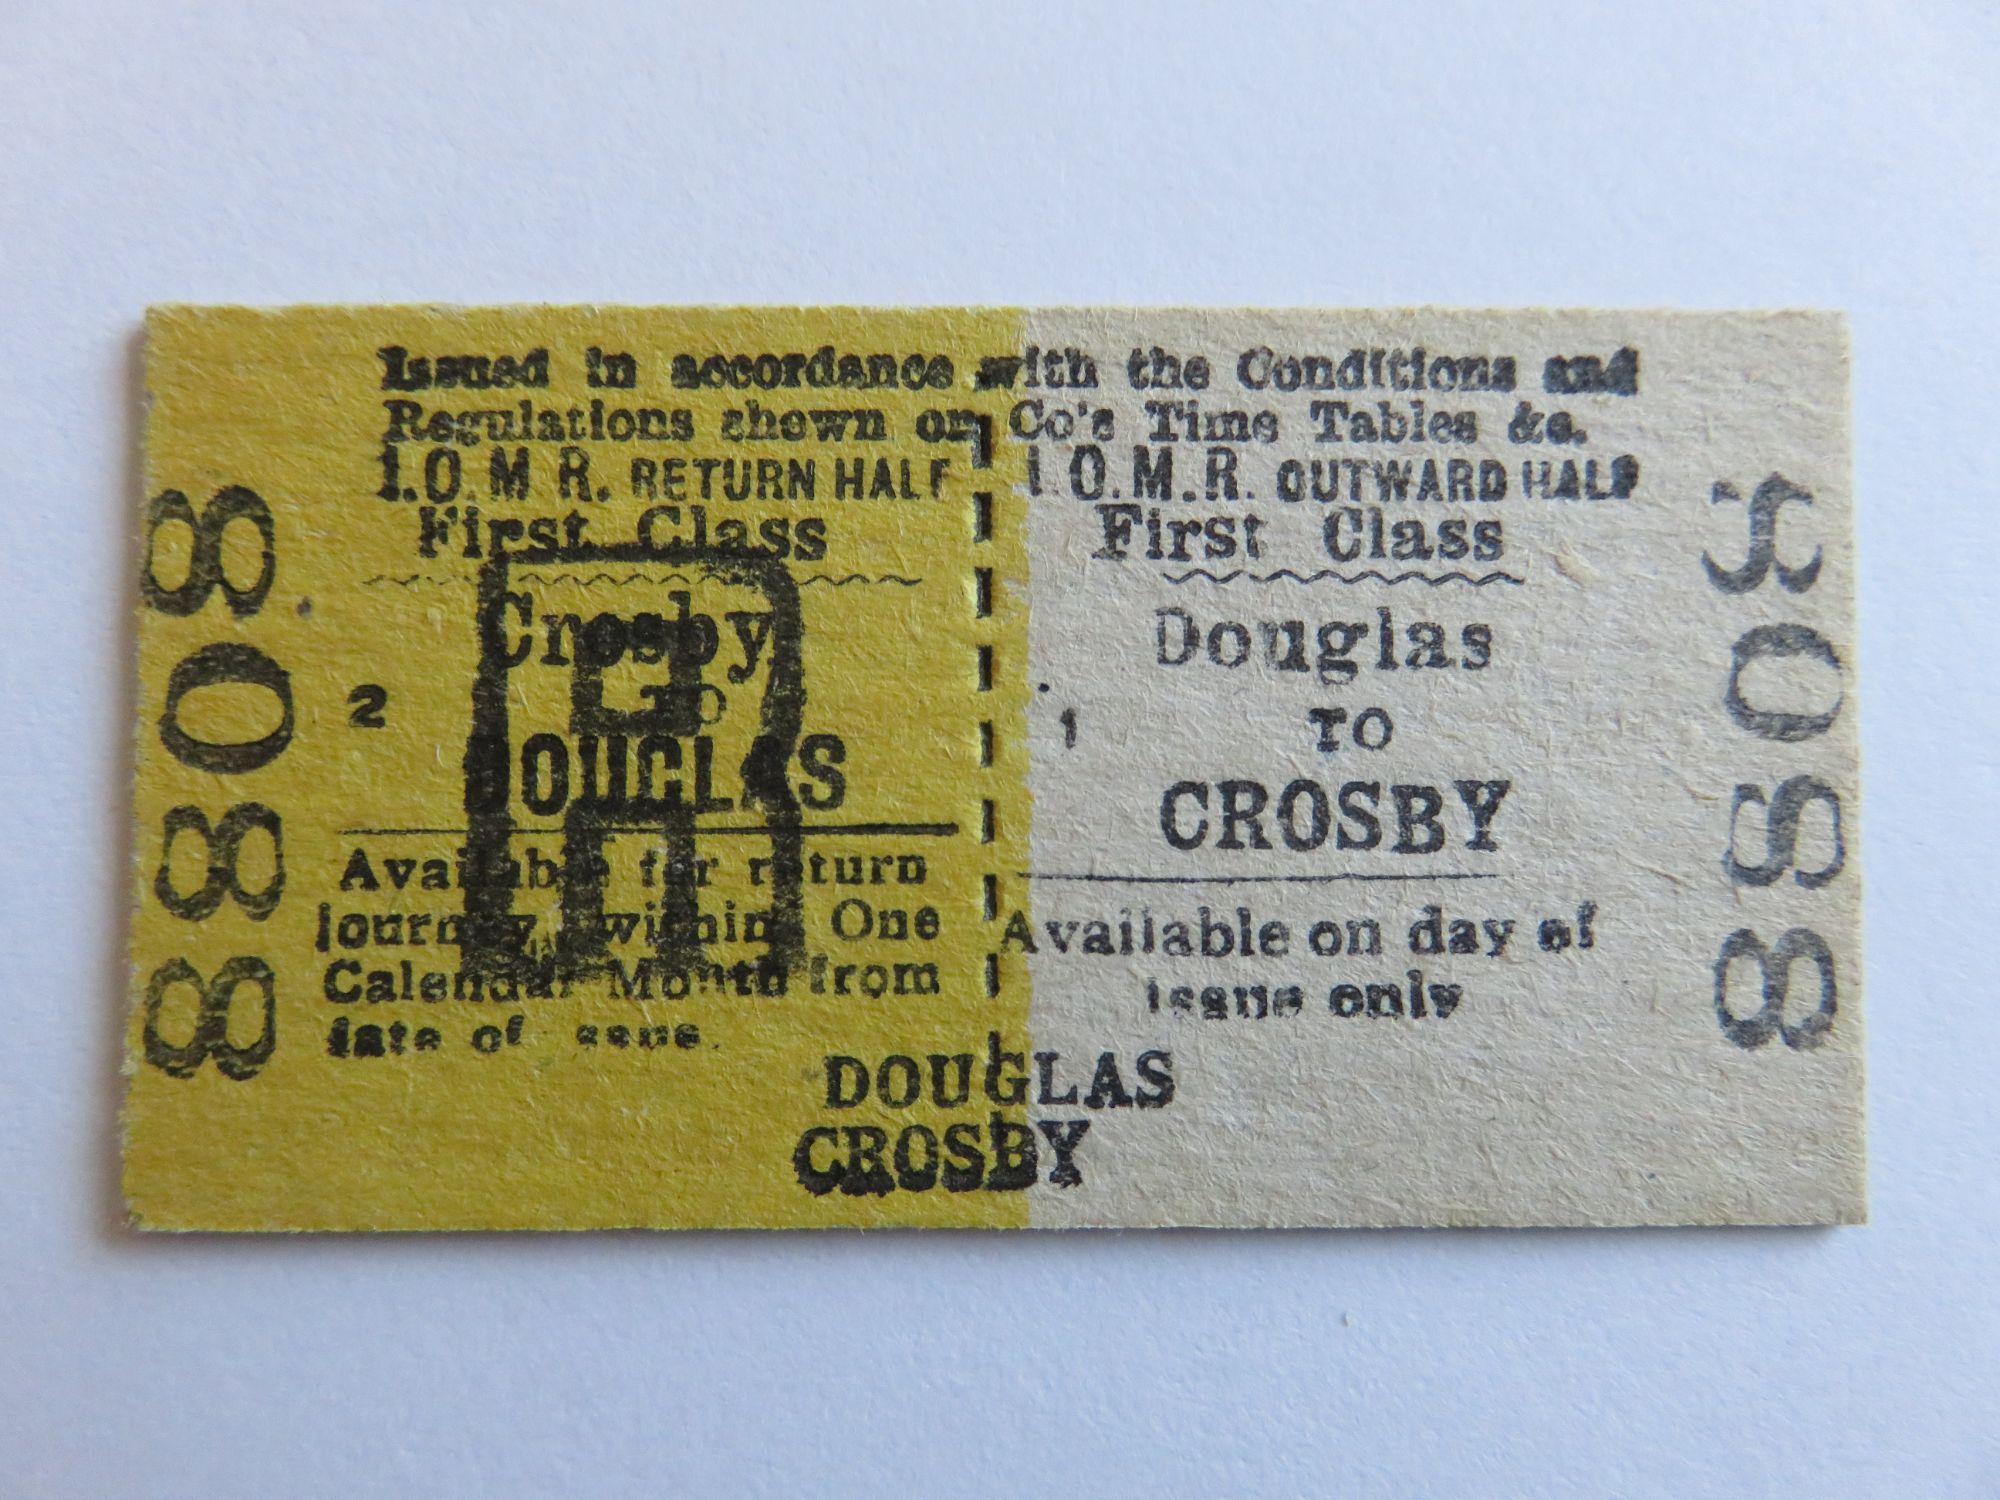 Issued in accordance with the Conditions and
Regulations shown on Co's Time Tables &c.
I.O.M R. RETURN HALF
First Class
Crosby
TO
DOUGLAS
2
Available for return
journey within One
Calendar Month from
date of issue.
R
8808
I.O.M.R. OUTWARD HALF
First Class
Douglas
TO
CROSBY
1
Available on day of
issue only
8808
DOUGLAS
CROSBY